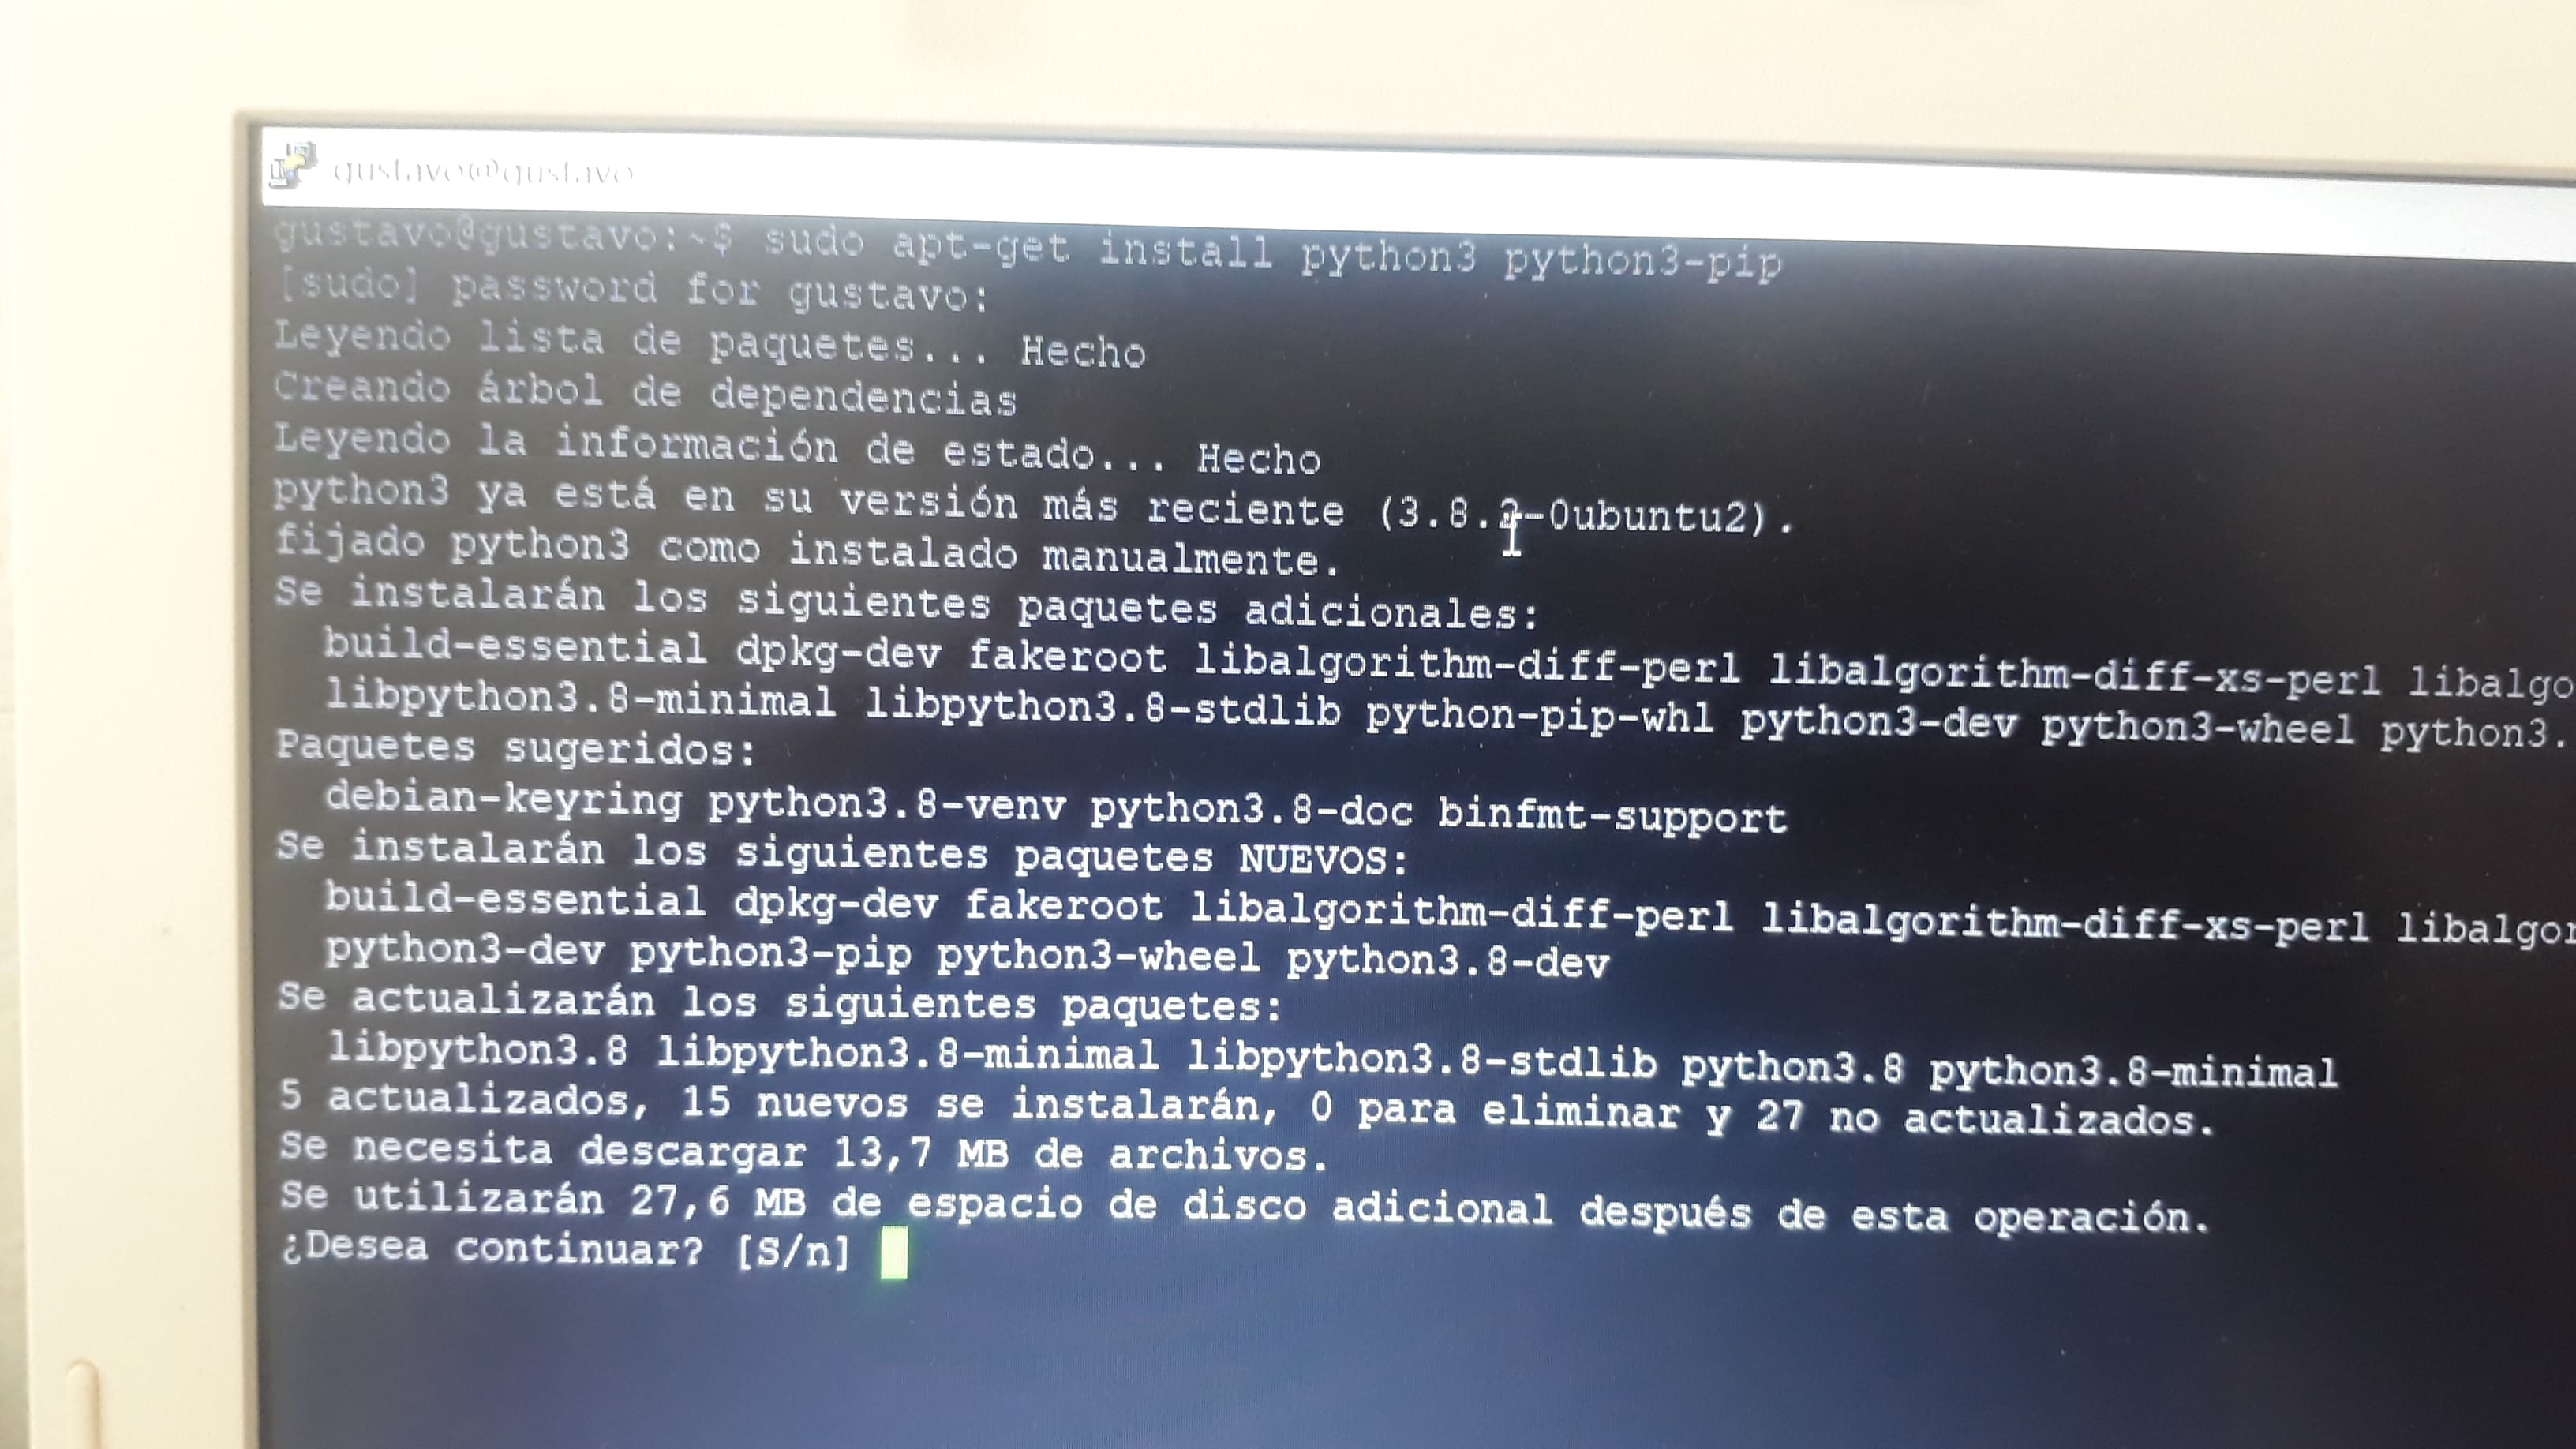 gustavo@gustavo
gustavo@gustavo:~$ sudo apt-get install python3 python3-pip
[sudo] password for gustavo:
Leyendo lista de paquetes... Hecho
Creando árbol de dependencias
Leyendo la información de estado... Hecho
python3 ya está en su versión más reciente (3.8.2-0ubuntu2).
fijado python3 como instalado manualmente.
Se instalarán los siguientes paquetes adicionales:
  build-essential dpkg-dev fakeroot libalgorithm-diff-perl libalgorithm-diff-xs-perl libalgo
  libpython3.8-minimal libpython3.8-stdlib python-pip-whl python3-dev python3-wheel python3.
Paquetes sugeridos:
  debian-keyring python3.8-venv python3.8-doc binfmt-support
Se instalarán los siguientes paquetes NUEVOS:
  build-essential dpkg-dev fakeroot libalgorithm-diff-perl libalgorithm-diff-xs-perl libalgor
  python3-dev python3-pip python3-wheel python3.8-dev
Se actualizarán los siguientes paquetes:
  libpython3.8 libpython3.8-minimal libpython3.8-stdlib python3.8 python3.8-minimal
5 actualizados, 15 nuevos se instalarán, 0 para eliminar y 27 no actualizados.
Se necesita descargar 13,7 MB de archivos.
Se utilizarán 27,6 MB de espacio de disco adicional después de esta operación.
¿Desea continuar? [S/n]